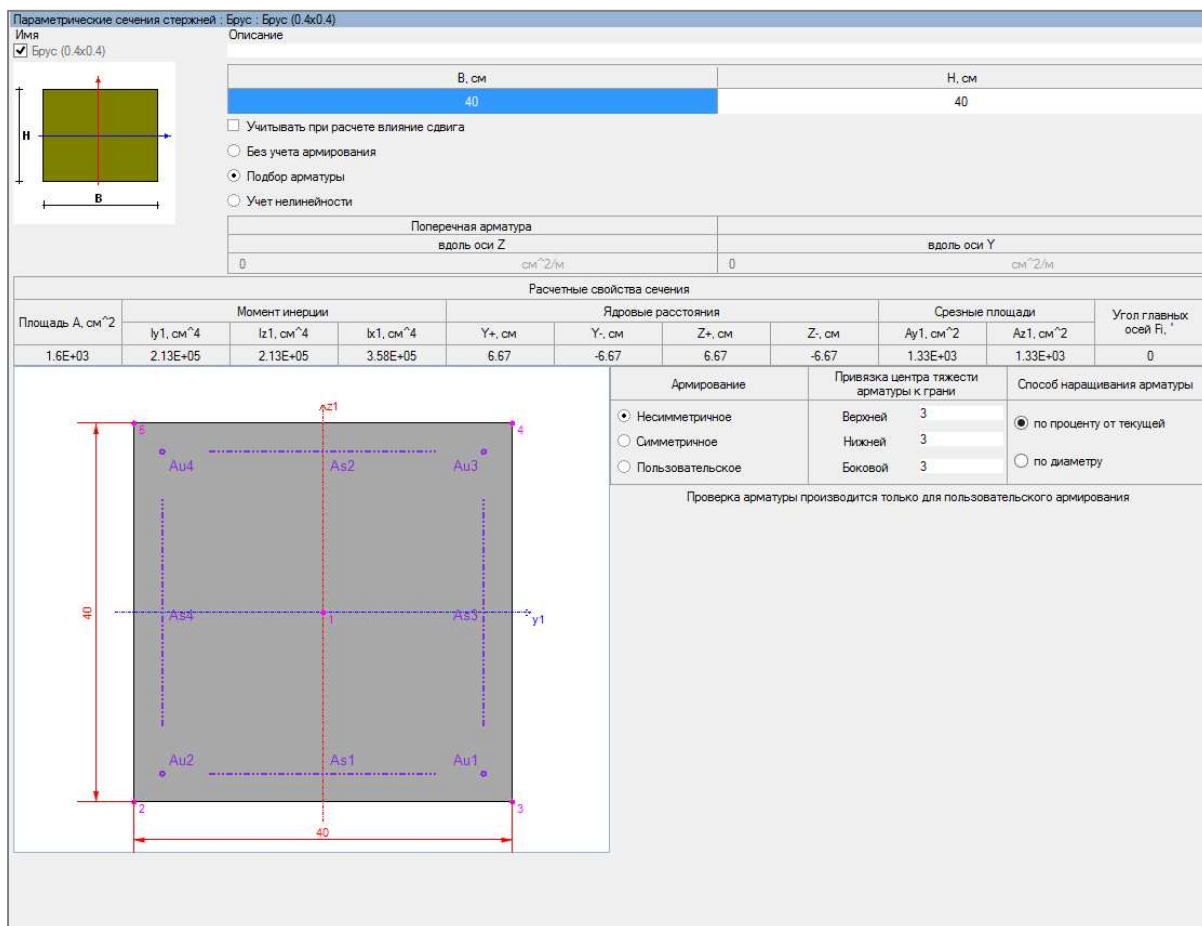 Параметрические сечения стержней : Брус : Брус (0.4x0.4)
Имя Описание
Брус (0.4x0.4)
B, см H, см
40 40
H
B
Учитывать при расчете влияние сдвига
Без учета армирования
Подбор арматуры
Учет нелинейности
Поперечная арматура
вдоль оси Z вдоль оси Y
0 см^2/м 0 см^2/м
Расчетные свойства сечения
Площадь A, см^2 Момент инерции Ядровые расстояния Срезные площади Угол главных осей Fi, '
Iy1, см^4 Iz1, см^4 Ix1, см^4 Y+, см Y-, см Z+, см Z-, см Ay1, см^2 Az1, см^2
1.6E+03 2.13E+05 2.13E+05 3.58E+05 6.67 -6.67 6.67 -6.67 1.33E+03 1.33E+03 0
Армирование Привязка центра тяжести арматуры к грани Способ наращивания арматуры
Несимметричное Верхней 3 по проценту от текущей
Симметричное Нижней 3
Пользовательское Боковой 3 по диаметру
Проверка арматуры производится только для пользовательского армирования
z1
5 4
Au4 As2 Au3
40 As4 1 As3 y1
Au2 As1 Au1
2 3
40